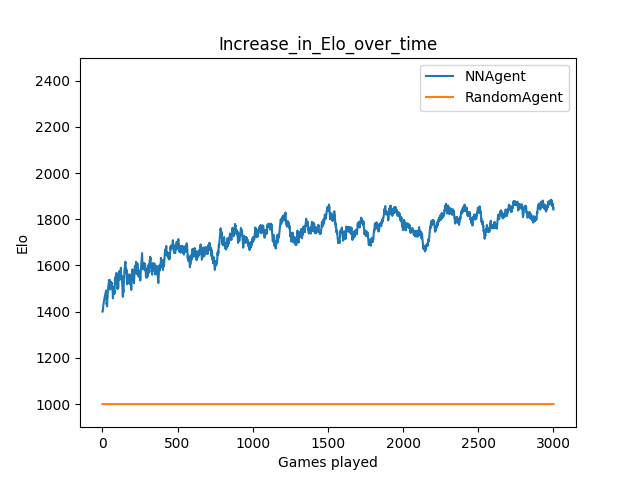 Increase_in_Elo_over_time
NNAgent
RandomAgent
2400
2200
2000
1800
1600
1400
1200
1000
Elo
0 500 1000 1500 2000 2500 3000
Games played